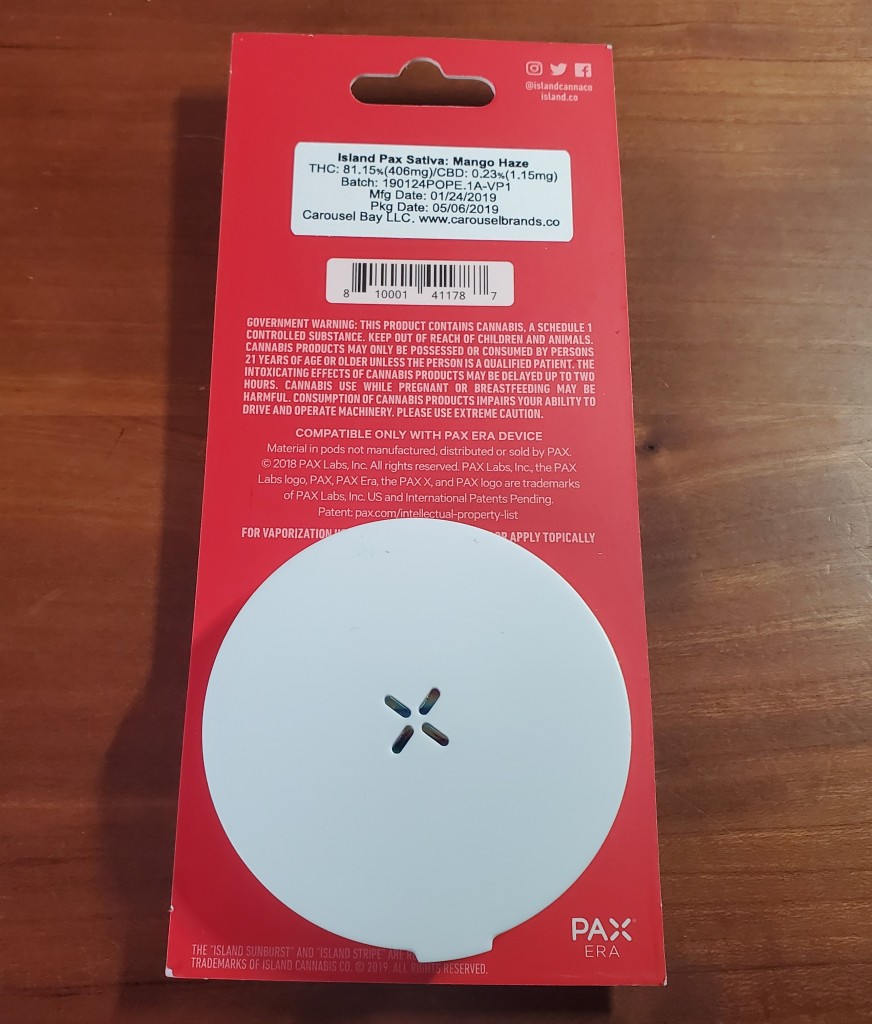 @islandcannaco
island.co
Island Pax Sativa: Mango Haze
THC: 81.15%(406mg)/CBD: 0.23%(1.15mg)
Batch: 190124POPE.1A-VP1
Mfg Date: 01/24/2019
Pkg Date: 05/06/2019
Carousel Bay LLC. www.carouselbrands.co
8 10001 41178 7
GOVERNMENT WARNING: THIS PRODUCT CONTAINS CANNABIS, A SCHEDULE 1
CONTROLLED SUBSTANCE. KEEP OUT OF REACH OF CHILDREN AND ANIMALS.
CANNABIS PRODUCTS MAY ONLY BE POSSESSED OR CONSUMED BY PERSONS
21 YEARS OF AGE OR OLDER UNLESS THE PERSON IS A QUALIFIED PATIENT. THE
INTOXICATING EFFECTS OF CANNABIS PRODUCTS MAY BE DELAYED UP TO TWO
HOURS. CANNABIS USE WHILE PREGNANT OR BREASTFEEDING MAY BE
HARMFUL. CONSUMPTION OF CANNABIS PRODUCTS IMPAIRS YOUR ABILITY TO
DRIVE AND OPERATE MACHINERY. PLEASE USE EXTREME CAUTION.
COMPATIBLE ONLY WITH PAX ERA DEVICE
Material in pods not manufactured, distributed or sold by PAX.
© 2018 PAX Labs, Inc. All rights reserved. PAX Labs, Inc., the PAX
Labs logo, PAX, PAX Era, the PAX X, and PAX logo are trademarks
of PAX Labs, Inc. US and International Patents Pending.
Patent: pax.com/intellectual-property-list
FOR VAPORIZATION APPLY TOPICALLY
PAX
ERA
THE "ISLAND SUNBURST" AND "ISLAND STRIPE" ARE
TRADEMARKS OF ISLAND CANNABIS CO. © 2019. ALL RIGHTS RESERVED.